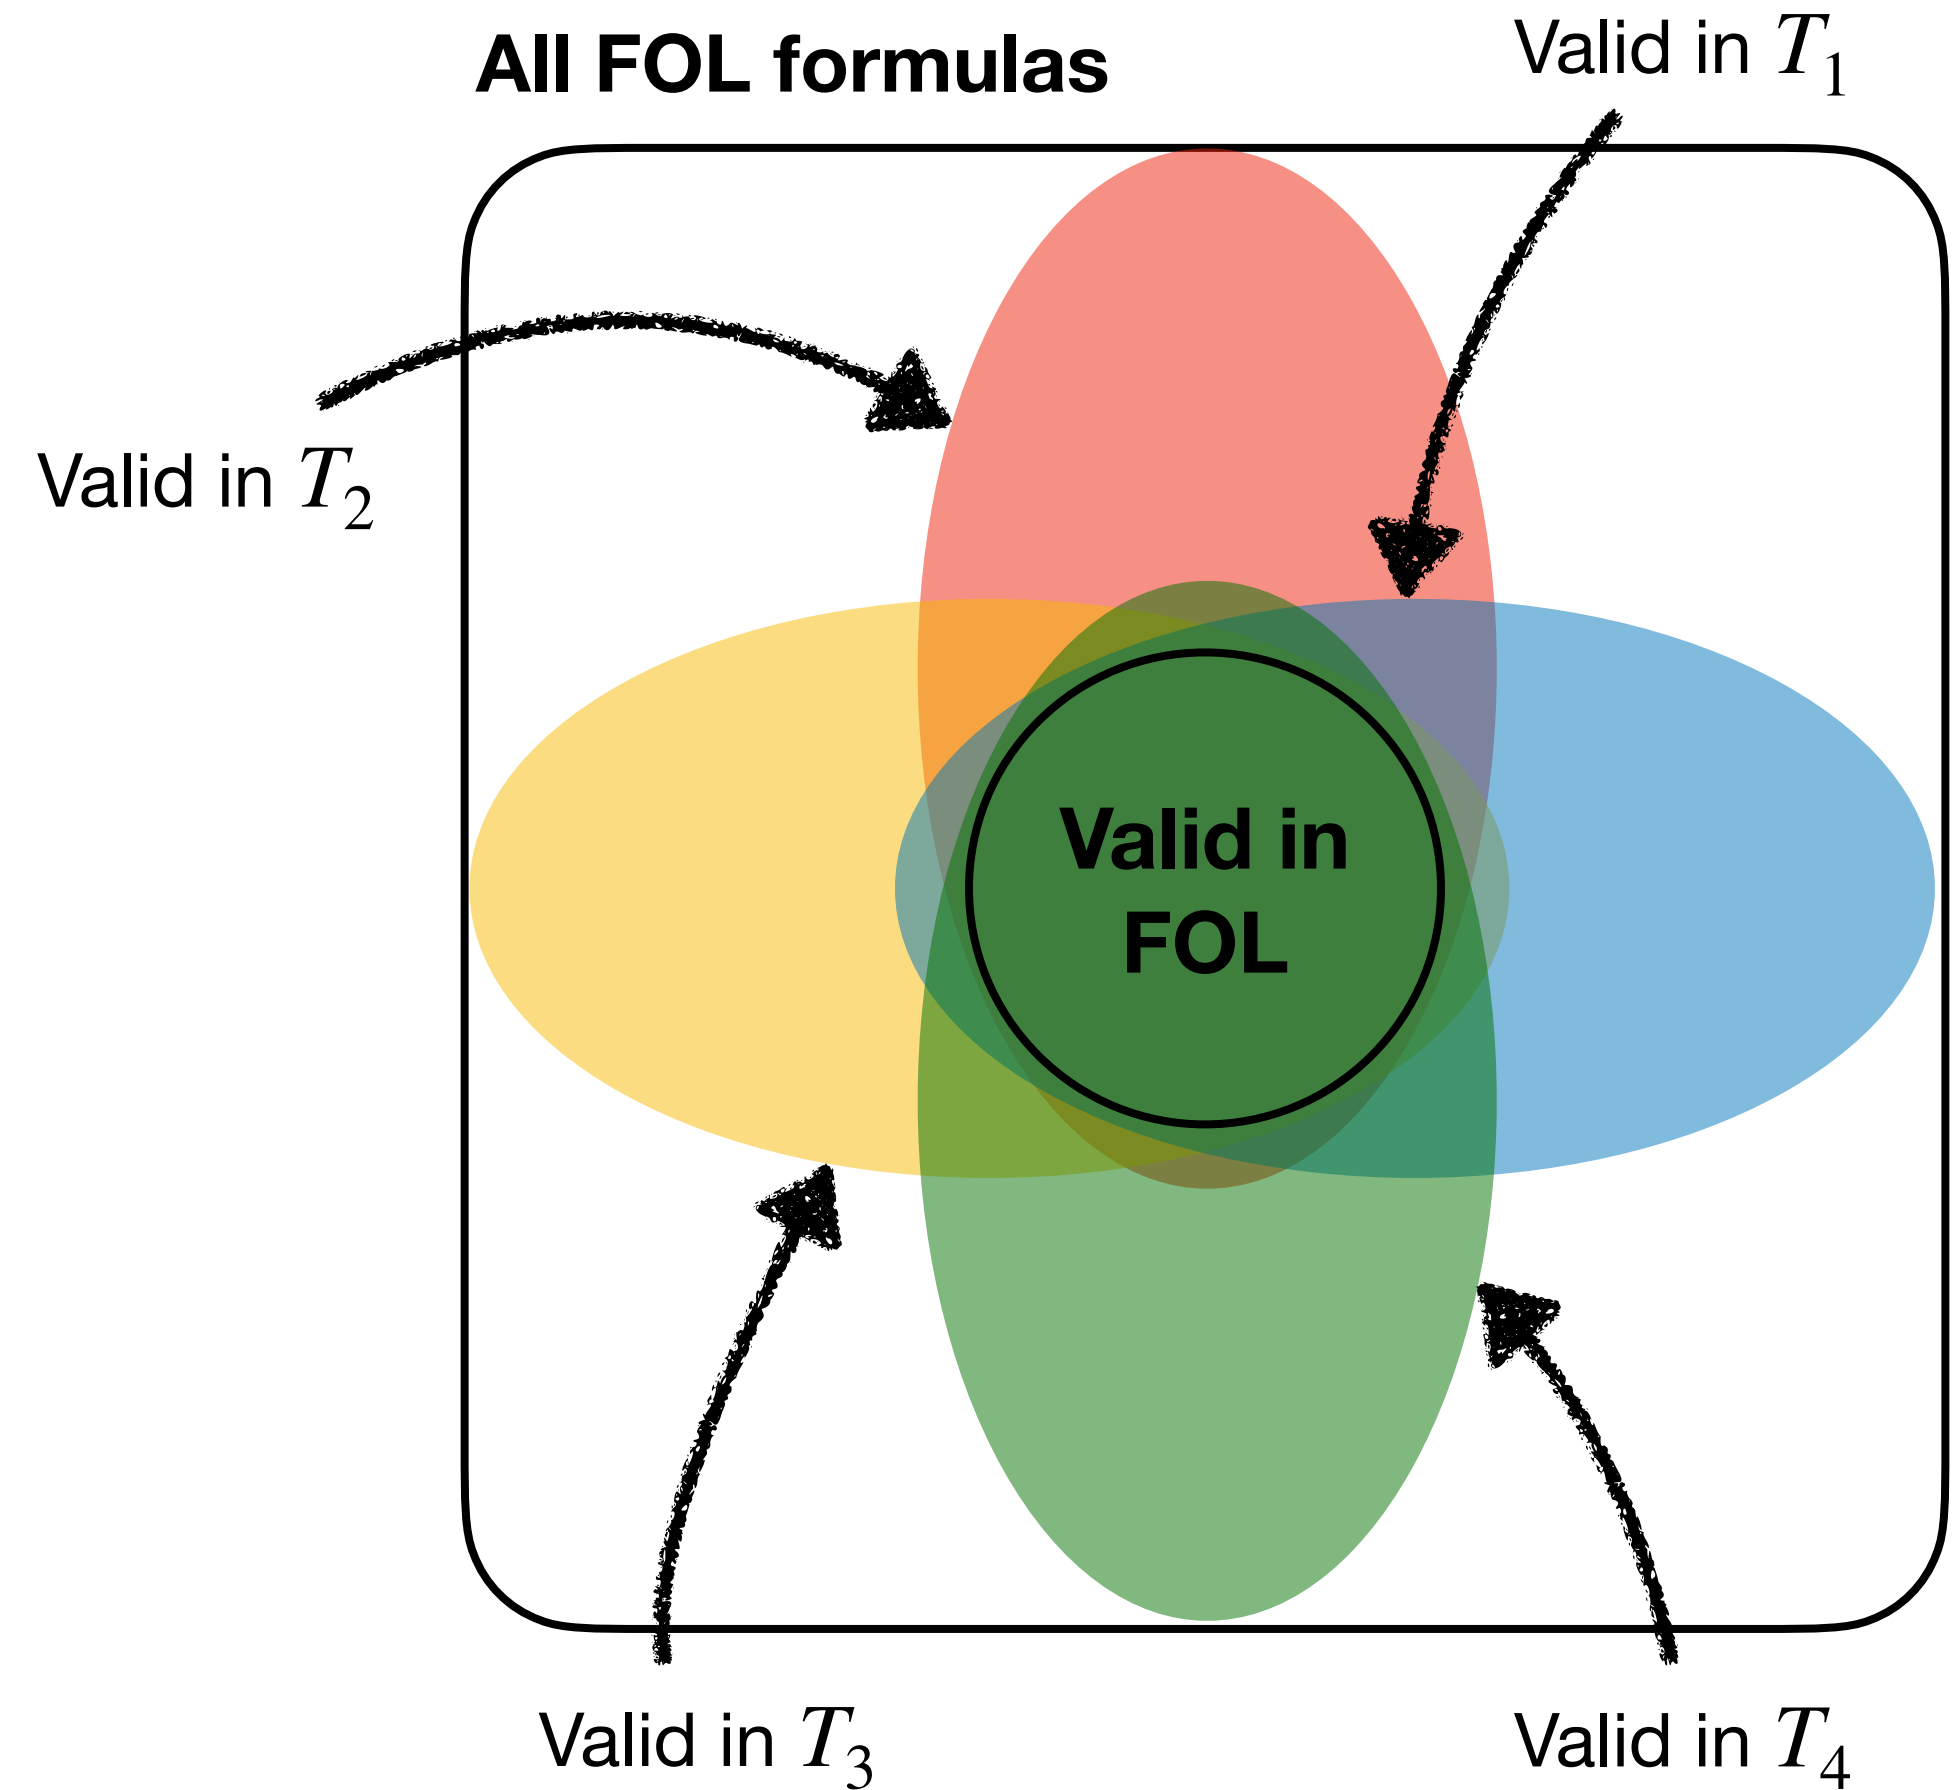 All FOL formulas
Valid in T₁
Valid in T₂
Valid in
FOL
Valid in T₃
Valid in T₄